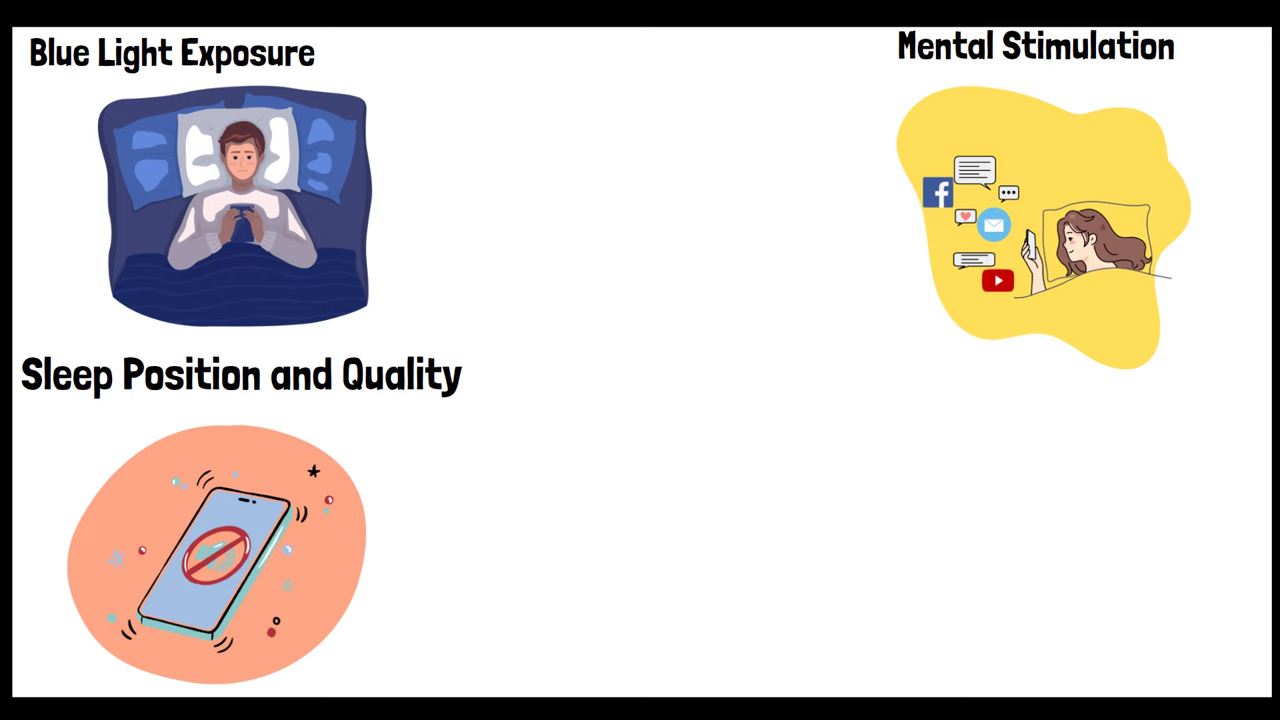 Blue Light Exposure
Mental Stimulation
f
Sleep Position and Quality